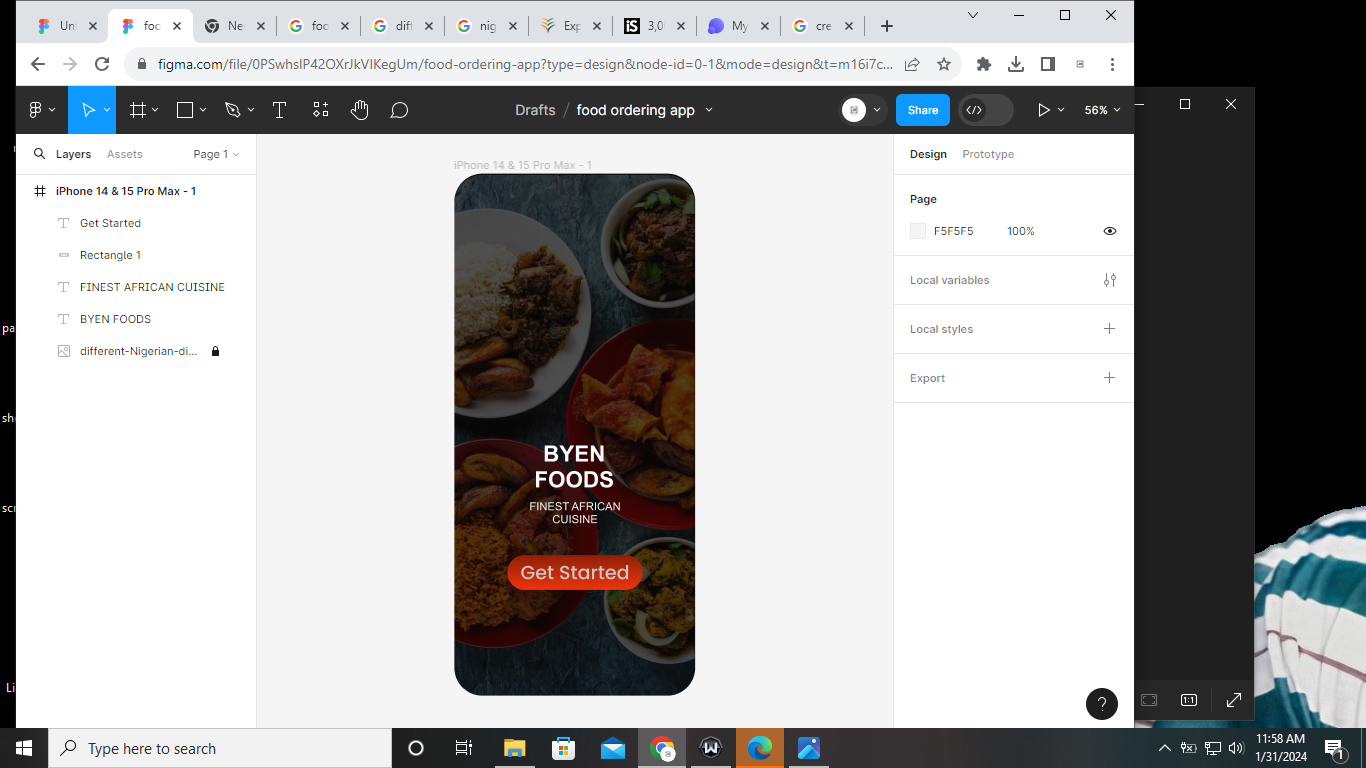 Un
foo
Ne
foo
diff
nig
Exp
iS
3,0
My
cre
figma.com/file/0PSwhsIP42OXrJkVIKegUm/food-ordering-app?type=design&node-id=0-1&mode=design&t=m16i7c...
Drafts / food ordering app
Share
56%
Layers
Assets
Page 1
Design
Prototype
iPhone 14 & 15 Pro Max - 1
Get Started
Rectangle 1
FINEST AFRICAN CUISINE
BYEN FOODS
different-Nigerian-di...
iPhone 14 & 15 Pro Max - 1
BYEN
FOODS
FINEST AFRICAN
CUISINE
Get Started
Page
F5F5F5 100%
Local variables
Local styles
Export
?
1:1
pa
sho
scr
Li
Type here to search
11:58 AM
1/31/2024
1